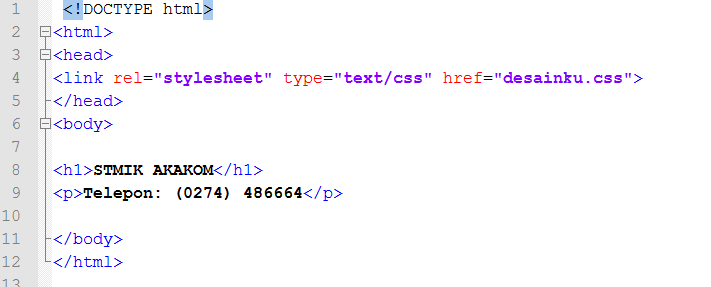 1 <!DOCTYPE html>
2 <html>
3 <head>
4 <link rel="stylesheet" type="text/css" href="desainku.css">
5 </head>
6 <body>
7
8 <h1>STMIK AKAKOM</h1>
9 <p>Telepon: (0274) 486664</p>
10
11 </body>
12 </html>
13